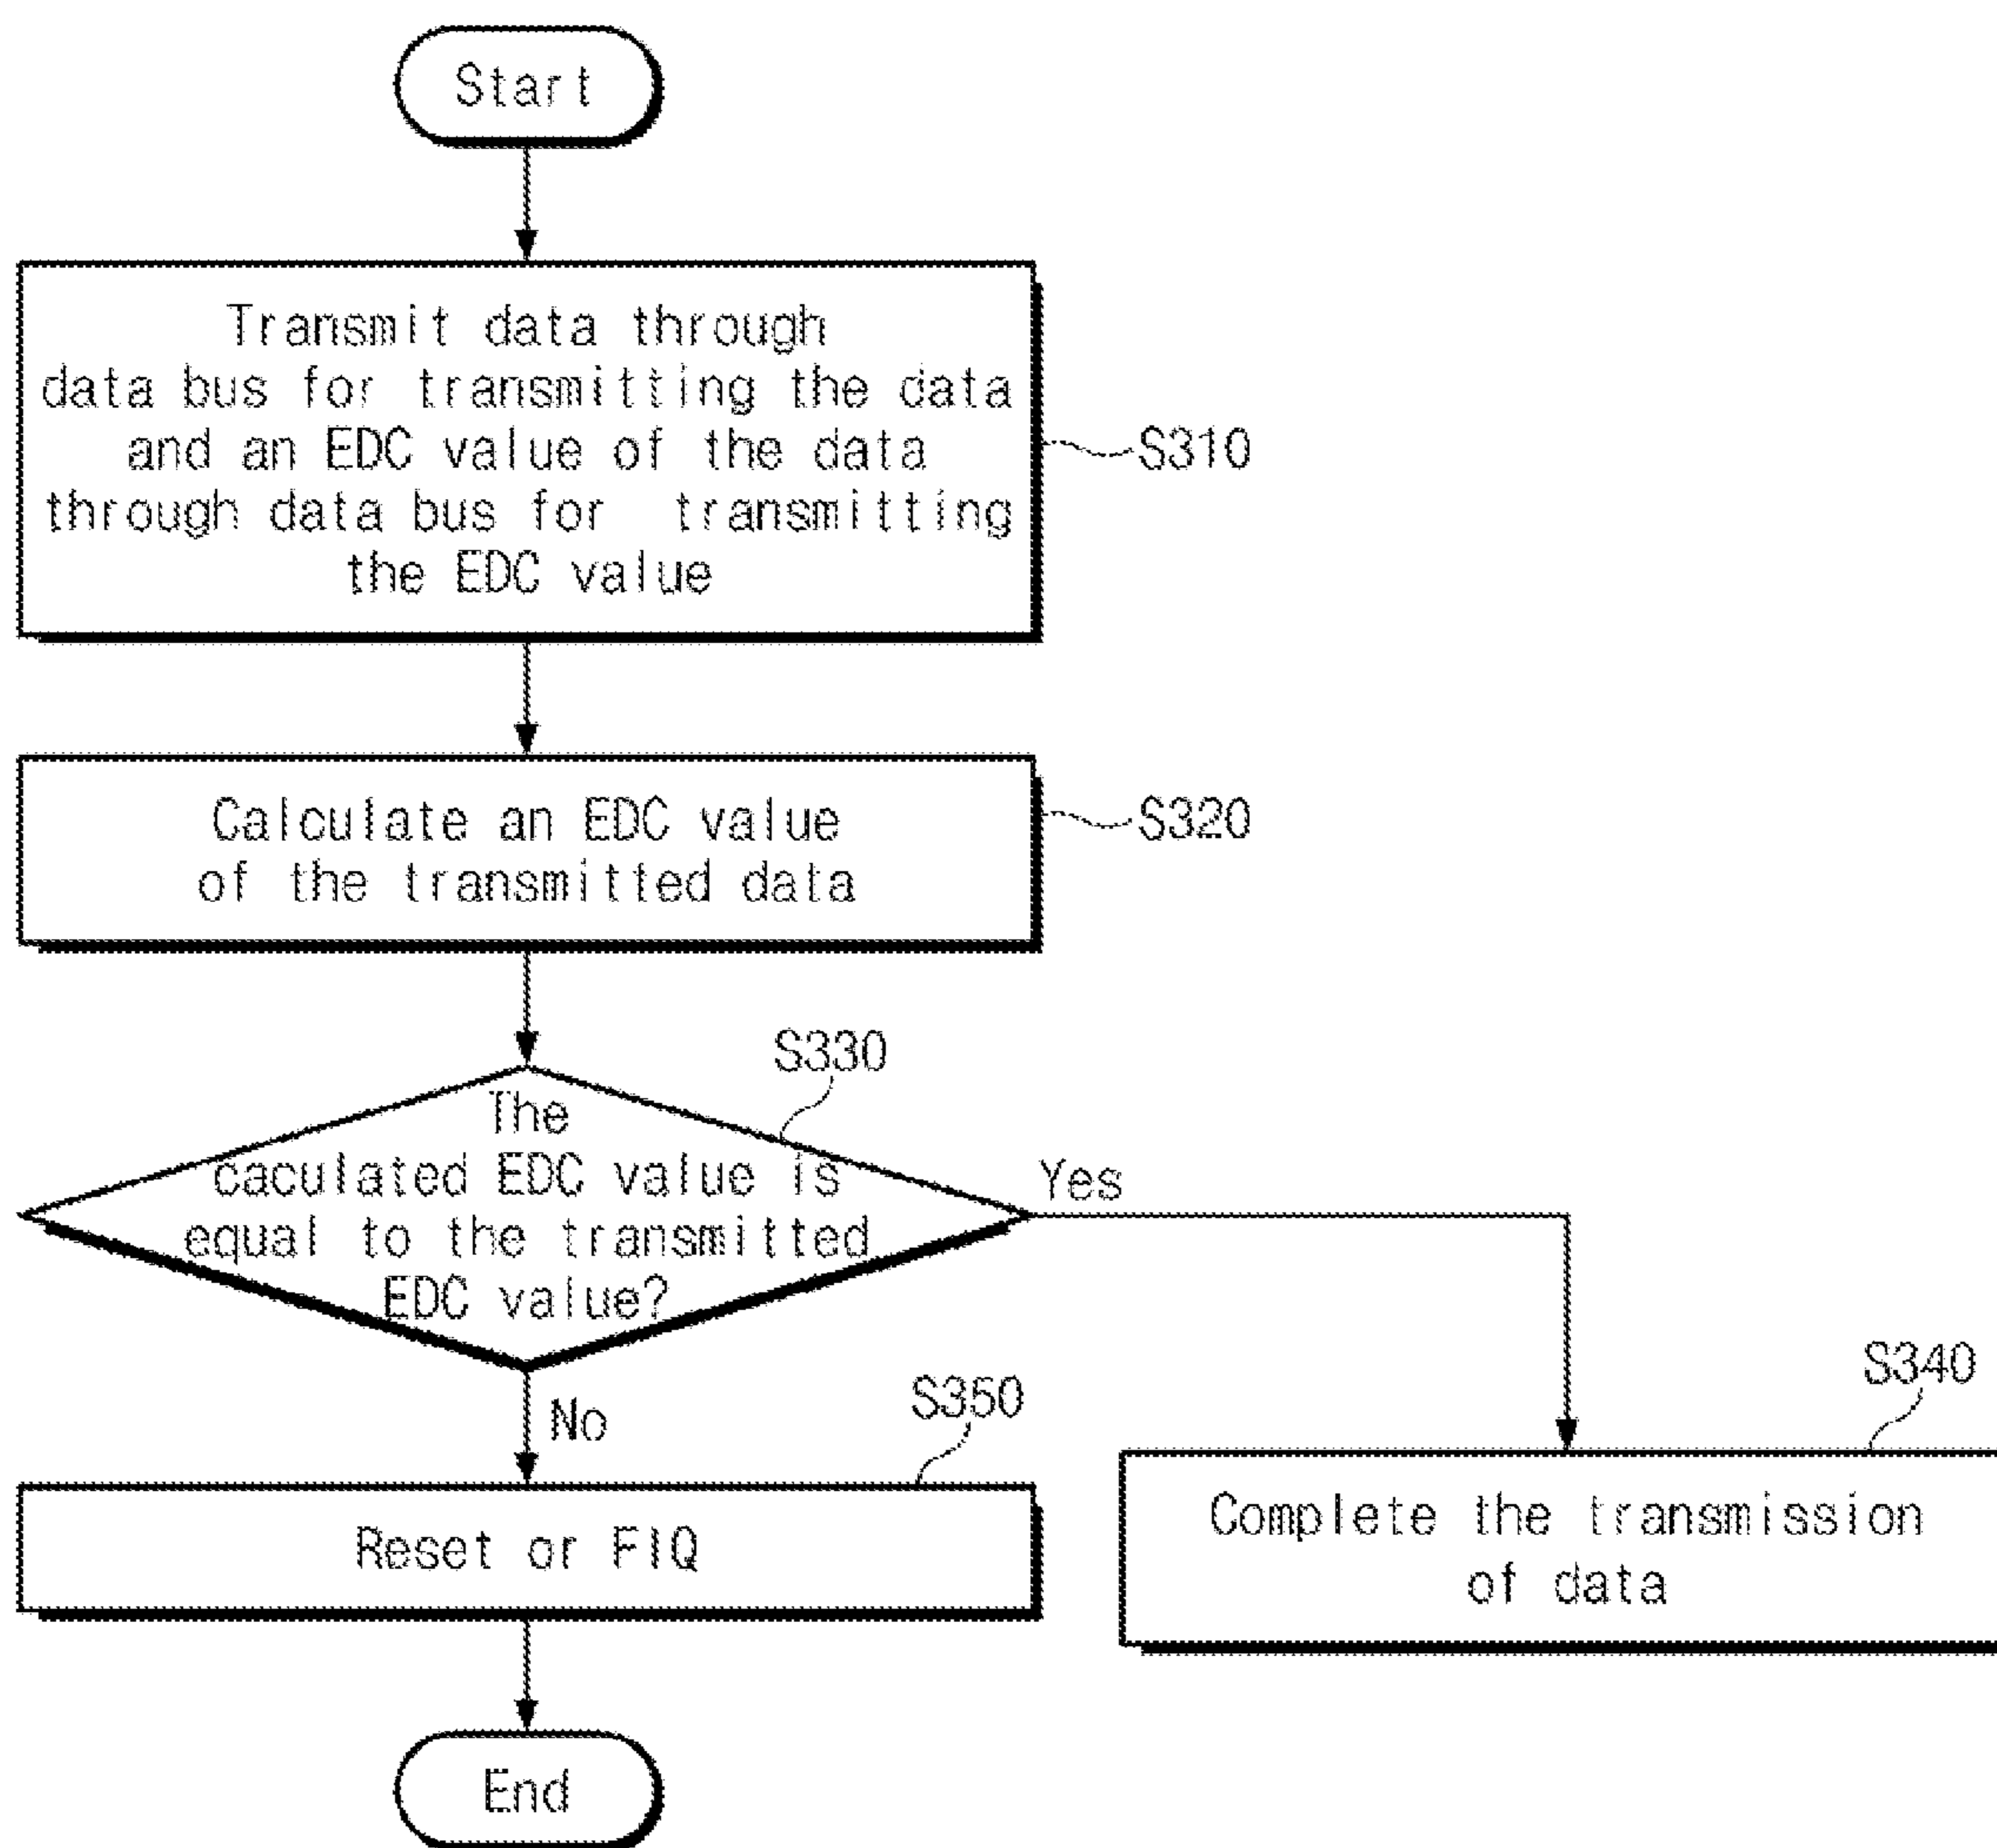 Start
Transmit data through
data bus for transmitting the data
and an EDC value of the data
through data bus for transmitting
the EDC value
S310
Calculate an EDC value
of the transmitted data
S320
S330
The
caculated EDC value is
equal to the transmitted
EDC value?
Yes
No
S350
Reset or FIQ
S340
Complete the transmission
of data
End